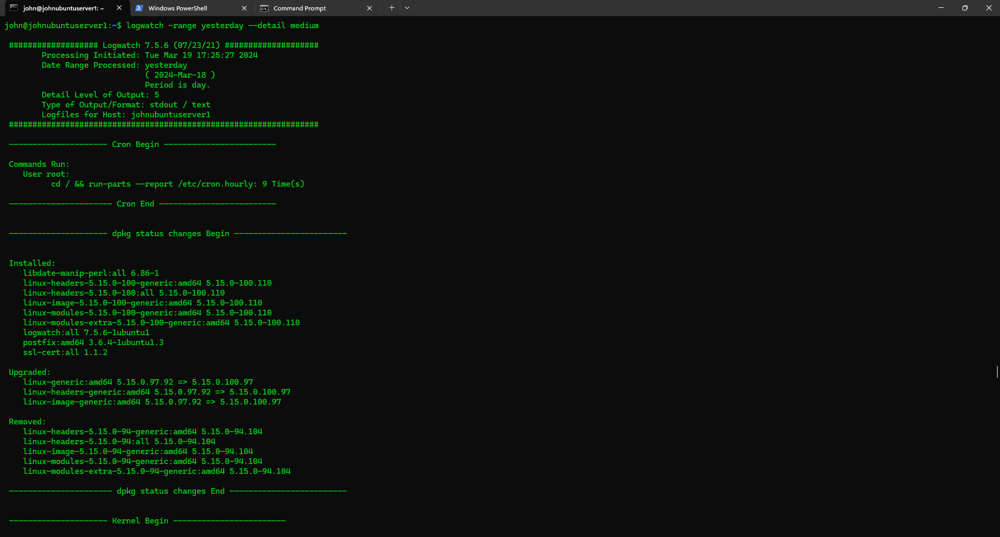 john@johnubuntuserver1: ~
Windows PowerShell
Command Prompt
john@johnubuntuserver1:~$ logwatch -range yesterday --detail medium
################### Logwatch 7.5.6 (07/23/21) ####################
Processing Initiated: Tue Mar 19 17:25:27 2024
Date Range Processed: yesterday
( 2024-Mar-18 )
Period is day.
Detail Level of Output: 5
Type of Output/Format: stdout / text
Logfiles for Host: johnubuntuserver1
##################################################################
--------------------- Cron Begin ------------------------
Commands Run:
User root:
cd / && run-parts --report /etc/cron.hourly: 9 Time(s)
---------------------- Cron End -------------------------
--------------------- dpkg status changes Begin ------------------------
Installed:
libdate-manip-perl:all 6.86-1
linux-headers-5.15.0-100-generic:amd64 5.15.0-100.110
linux-headers-5.15.0-100:all 5.15.0-100.110
linux-image-5.15.0-100-generic:amd64 5.15.0-100.110
linux-modules-5.15.0-100-generic:amd64 5.15.0-100.110
linux-modules-extra-5.15.0-100-generic:amd64 5.15.0-100.110
logwatch:all 7.5.6-1ubuntu1
postfix:amd64 3.6.4-1ubuntu1.3
ssl-cert:all 1.1.2
Upgraded:
linux-generic:amd64 5.15.0.97.92 => 5.15.0.100.97
linux-headers-generic:amd64 5.15.0.97.92 => 5.15.0.100.97
linux-image-generic:amd64 5.15.0.97.92 => 5.15.0.100.97
Removed:
linux-headers-5.15.0-94-generic:amd64 5.15.0-94.104
linux-headers-5.15.0-94:all 5.15.0-94.104
linux-image-5.15.0-94-generic:amd64 5.15.0-94.104
linux-modules-5.15.0-94-generic:amd64 5.15.0-94.104
linux-modules-extra-5.15.0-94-generic:amd64 5.15.0-94.104
---------------------- dpkg status changes End -------------------------
--------------------- Kernel Begin ------------------------